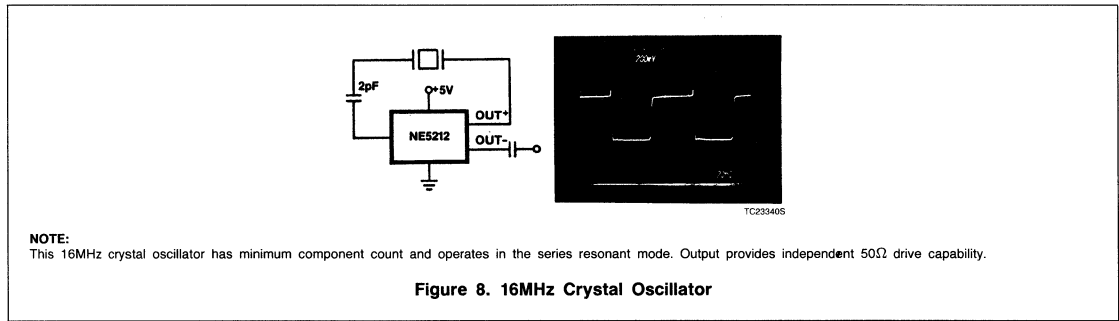 2pF
+5V
OUT+
NE5212
OUT-
200mV
TC23340S
NOTE:
This 16MHz crystal oscillator has minimum component count and operates in the series resonant mode. Output provides independent 50Ω drive capability.
Figure 8. 16MHz Crystal Oscillator